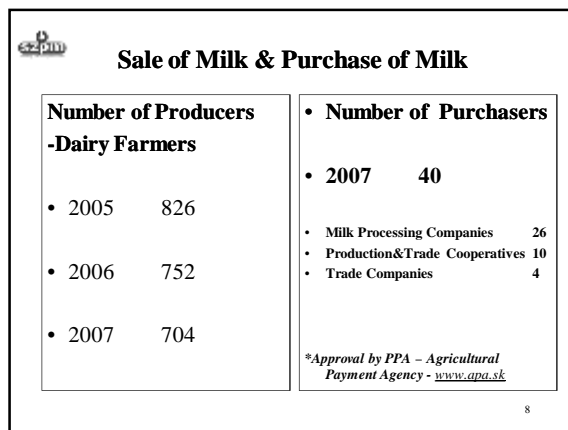 szpm
Sale of Milk & Purchase of Milk
Number of Producers
-Dairy Farmers
• 2005 826
• 2006 752
• 2007 704
• Number of Purchasers
• 2007 40
• Milk Processing Companies 26
• Production&Trade Cooperatives 10
• Trade Companies 4
*Approval by PPA – Agricultural
Payment Agency - www.apa.sk
8